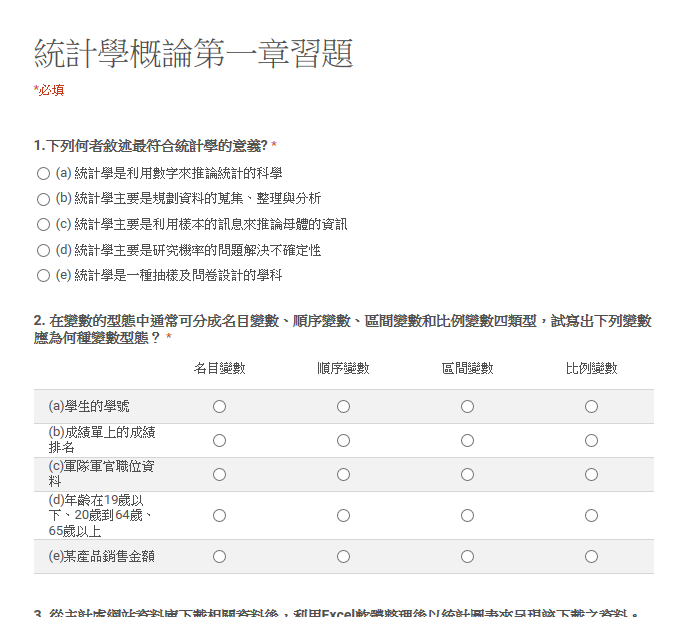 統計學概論第一章習題
*必填
1.下列何者敘述最符合統計學的意義? *
(a) 統計學是利用數字來推論統計的科學
(b) 統計學主要是規劃資料的蒐集、整理與分析
(c) 統計學主要是利用樣本的訊息來推論母體的資訊
(d) 統計學主要是研究機率的問題解決不確定性
(e) 統計學是一種抽樣及問卷設計的學科
2. 在變數的型態中通常可分成名目變數、順序變數、區間變數和比例變數四類型，試寫出下列變數
應為何種變數型態？ *
名目變數 順序變數 區間變數 比例變數
(a)學生的學號
(b)成績單上的成績
排名
(c)軍隊軍官職位資
料
(d)年齡在19歲以
下、20歲到64歲、
65歲以上
(e)某產品銷售金額
3. 從主計處網站資料庫下載相關資料後，利用Excel軟體整理後以統計圖表來呈現該下載之資料。